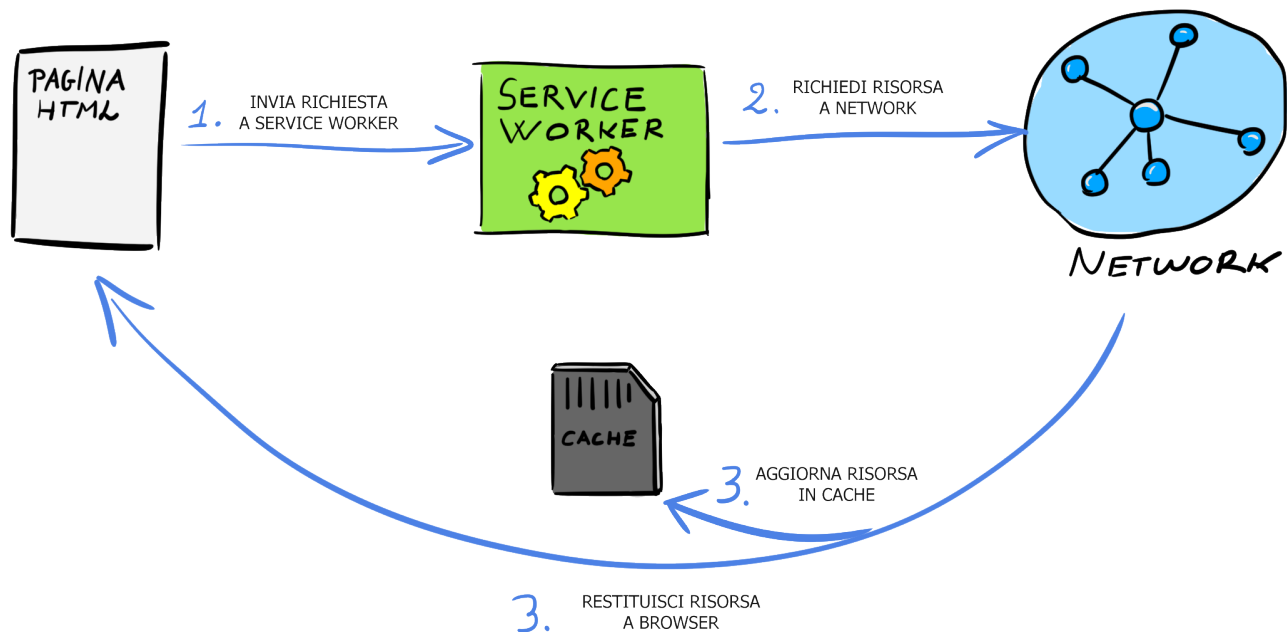 PAGINA
HTML
1.
INVIA RICHIESTA
A SERVICE WORKER
SERVICE
WORKER
2.
RICHIEDI RISORSA
A NETWORK
NETWORK
CACHE
3.
AGGIORNA RISORSA
IN CACHE
3.
RESTITUISCI RISORSA
A BROWSER